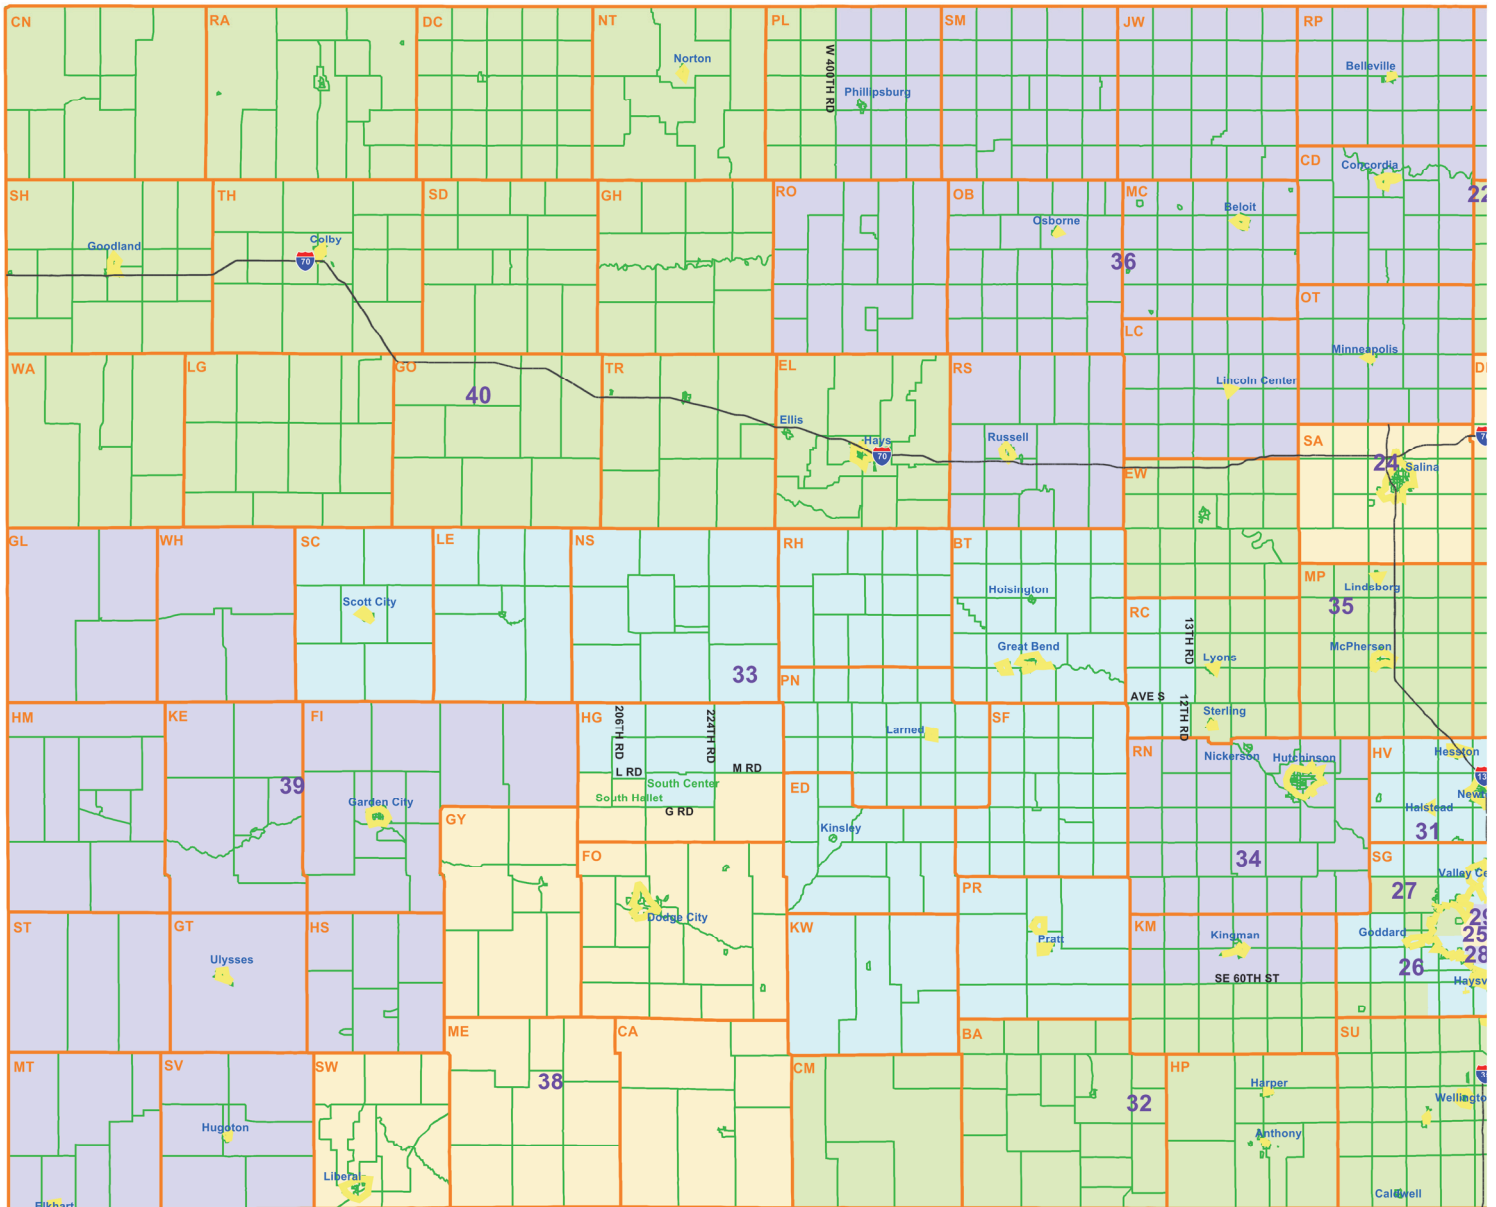 CN
RA
DC
NT
PL
SM
JW
RP
Norton
W 400TH RD
Phillipsburg
Belleville
CD
Concordia
SH
TH
SD
GH
RO
OB
MC
22
Goodland
Colby
70
Osborne
Beloit
36
OT
LC
Minneapolis
WA
LG
GO
TR
EL
RS
Lincoln Center
40
Ellis
Hays
70
Russell
SA
24
Salina
EW
GL
WH
SC
LE
NS
RH
BT
MP
Lindsborg
Scott City
Hoisington
35
RC
13TH RD
Great Bend
Lyons
McPherson
33
PN
AVE S
12TH RD
HM
KE
FI
HG
206TH RD
224TH RD
SF
Sterling
Larned
RN
Nickerson
Hutchinson
HV
Hesston
L RD
M RD
South Center
39
ED
South Hallet
Garden City
G RD
Halstead
GY
Kinsley
31
FO
34
SG
PR
27
Dodge City
ST
GT
HS
KW
Pratt
KM
Kingman
Goddard
29
25
28
26
Ulysses
SE 60TH ST
ME
CA
BA
SU
MT
SV
SW
38
CM
HP
Harper
32
Hugoton
Anthony
Liberal
Caldwell
Elkhart